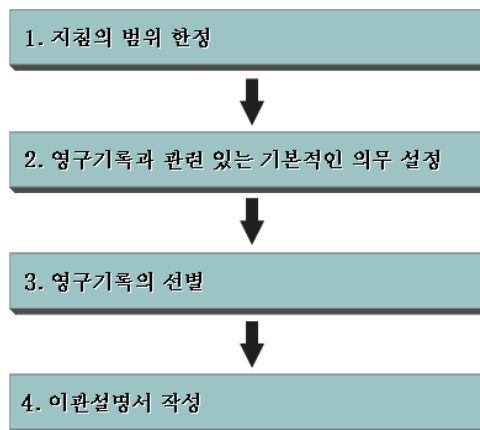 1. 지침의 범위 한정
2. 영구기록과 관련 있는 기본적인 의무 설정
3. 영구기록의 선별
4. 이관설명서 작성